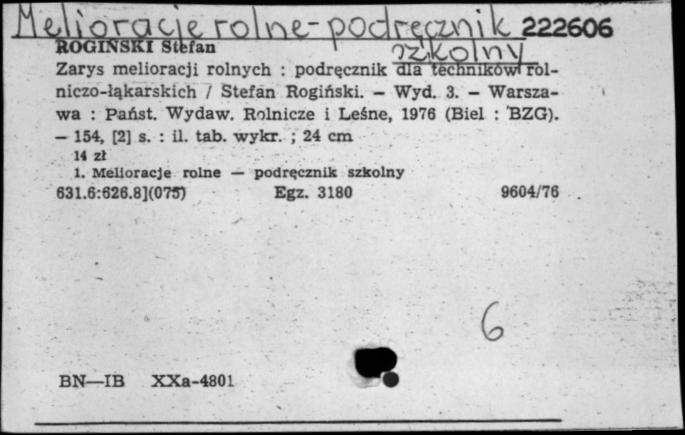 Melioracje rolne - podręcznik 222606
szkolny
ROGIŃSKI Stefan
Zarys melioracji rolnych : podręcznik dla techników rol-
niczo-łąkarskich / Stefan Rogiński. — Wyd. 3. — Warsza-
wa : Państ. Wydaw. Rolnicze i Leśne, 1976 (Biel : BZG).
— 154, [2] s. : il. tab. wykr. ; 24 cm
14 zł
1. Melioracje rolne — podręcznik szkolny
631.6:626.8](075) Egz. 3180 9604/76
6
BN—IB XXa-4801